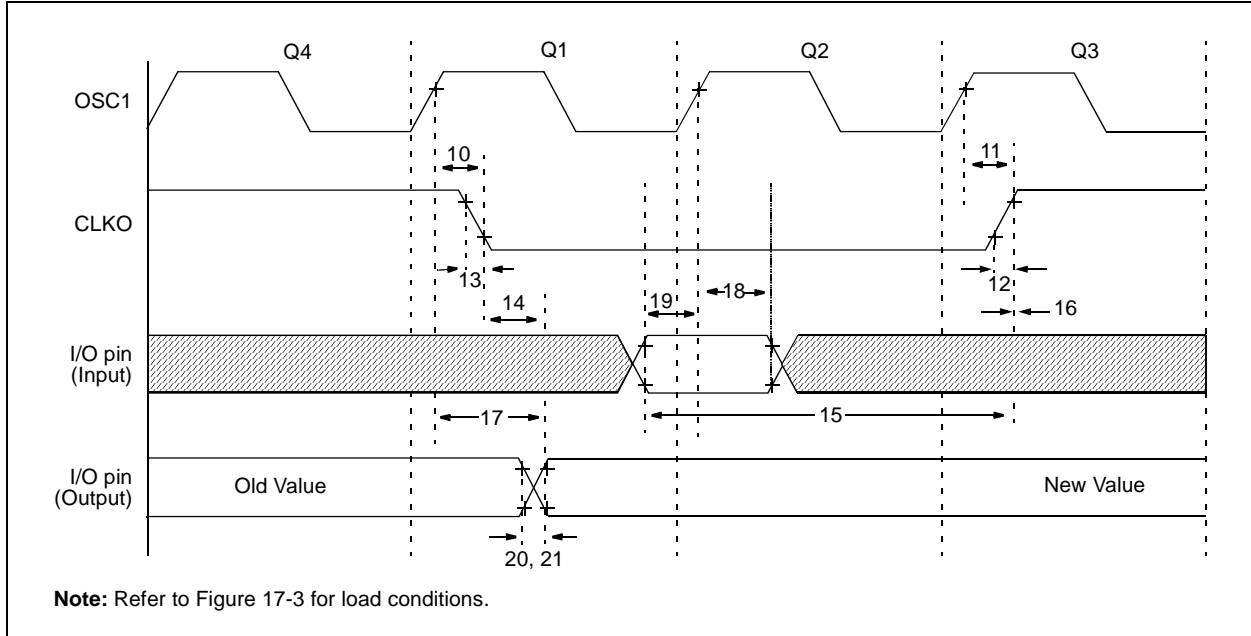 Q4 Q1 Q2 Q3
OSC1
10 11
CLKO
13 12
14 19 18 16
I/O pin
(Input)
17 15
I/O pin
(Output)
Old Value New Value
20, 21
Note: Refer to Figure 17-3 for load conditions.